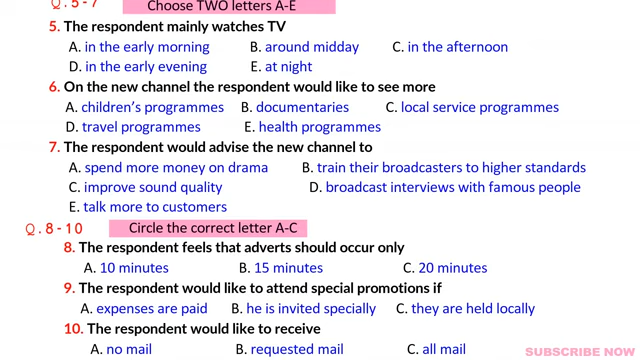 Q.5-7 Choose TWO letters A-E
5. The respondent mainly watches TV
A. in the early morning B. around midday C. in the afternoon
D. in the early evening E. at night
6. On the new channel the respondent would like to see more
A. children's programmes B. documentaries C. local service programmes
D. travel programmes E. health programmes
7. The respondent would advise the new channel to
A. spend more money on drama B. train their broadcasters to higher standards
C. improve sound quality D. broadcast interviews with famous people
E. talk more to customers
Q.8-10 Circle the correct letter A-C
8. The respondent feels that adverts should occur only
A. 10 minutes B. 15 minutes C. 20 minutes
9. The respondent would like to attend special promotions if
A. expenses are paid B. he is invited specially C. they are held locally
10. The respondent would like to receive
A. no mail B. requested mail C. all mail
SUBSCRIBE NOW